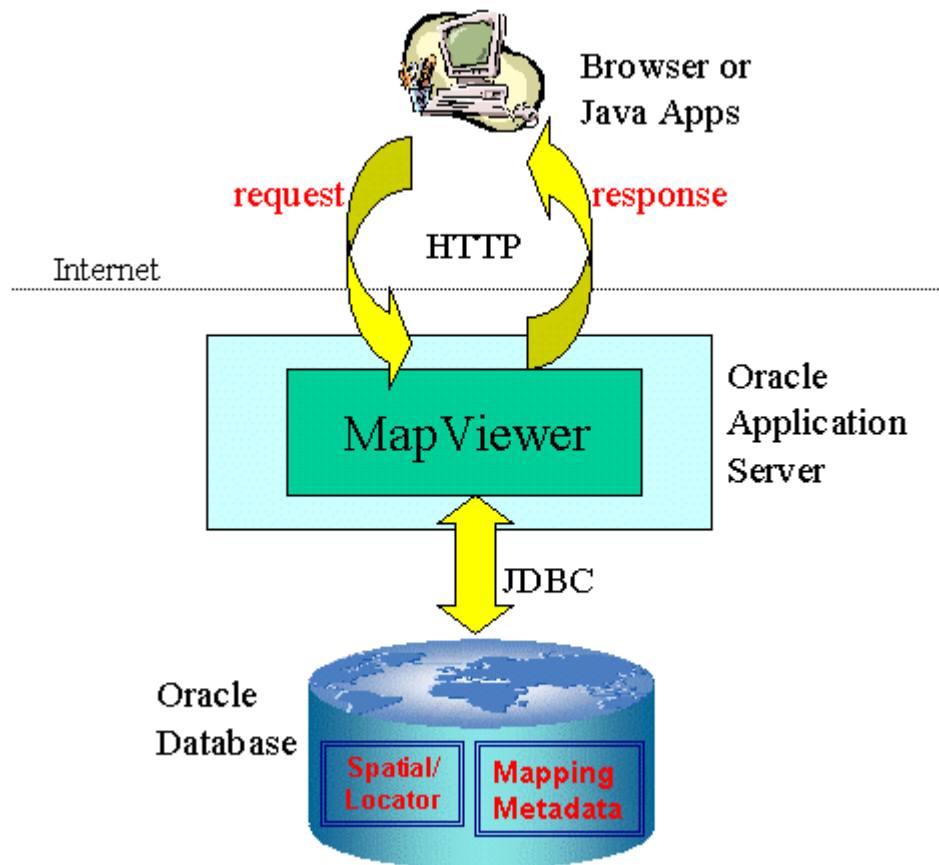 Browser or
Java Apps
request
response
HTTP
Internet
MapViewer
Oracle
Application
Server
JDBC
Oracle
Database
Spatial/
Locator
Mapping
Metadata